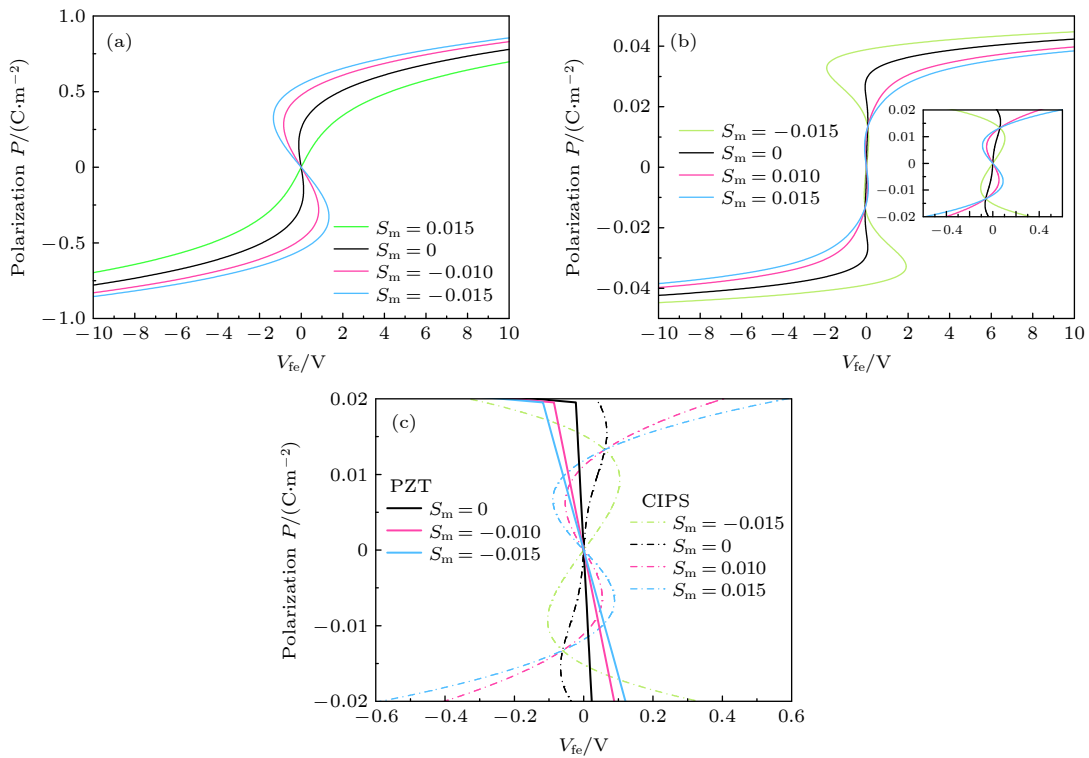 (a)
1.0
0.5
0
−0.5
−1.0
Polarization P/(C·m−2)
−10 −8 −6 −4 −2 0 2 4 6 8 10
Vfe/V
Sm = 0.015
Sm = 0
Sm = −0.010
Sm = −0.015
(b)
0.04
0.02
0
−0.02
−0.04
Polarization P/(C·m−2)
−10 −8 −6 −4 −2 0 2 4 6 8 10
Vfe/V
Sm = −0.015
Sm = 0
Sm = 0.010
Sm = 0.015
0.02
0.01
0
−0.01
−0.02
−0.4 0 0.4
(c)
0.02
0.01
0
−0.01
−0.02
Polarization P/(C·m−2)
−0.6 −0.4 −0.2 0 0.2 0.4 0.6
Vfe/V
PZT
Sm = 0
Sm = −0.010
Sm = −0.015
CIPS
Sm = −0.015
Sm = 0
Sm = 0.010
Sm = 0.015